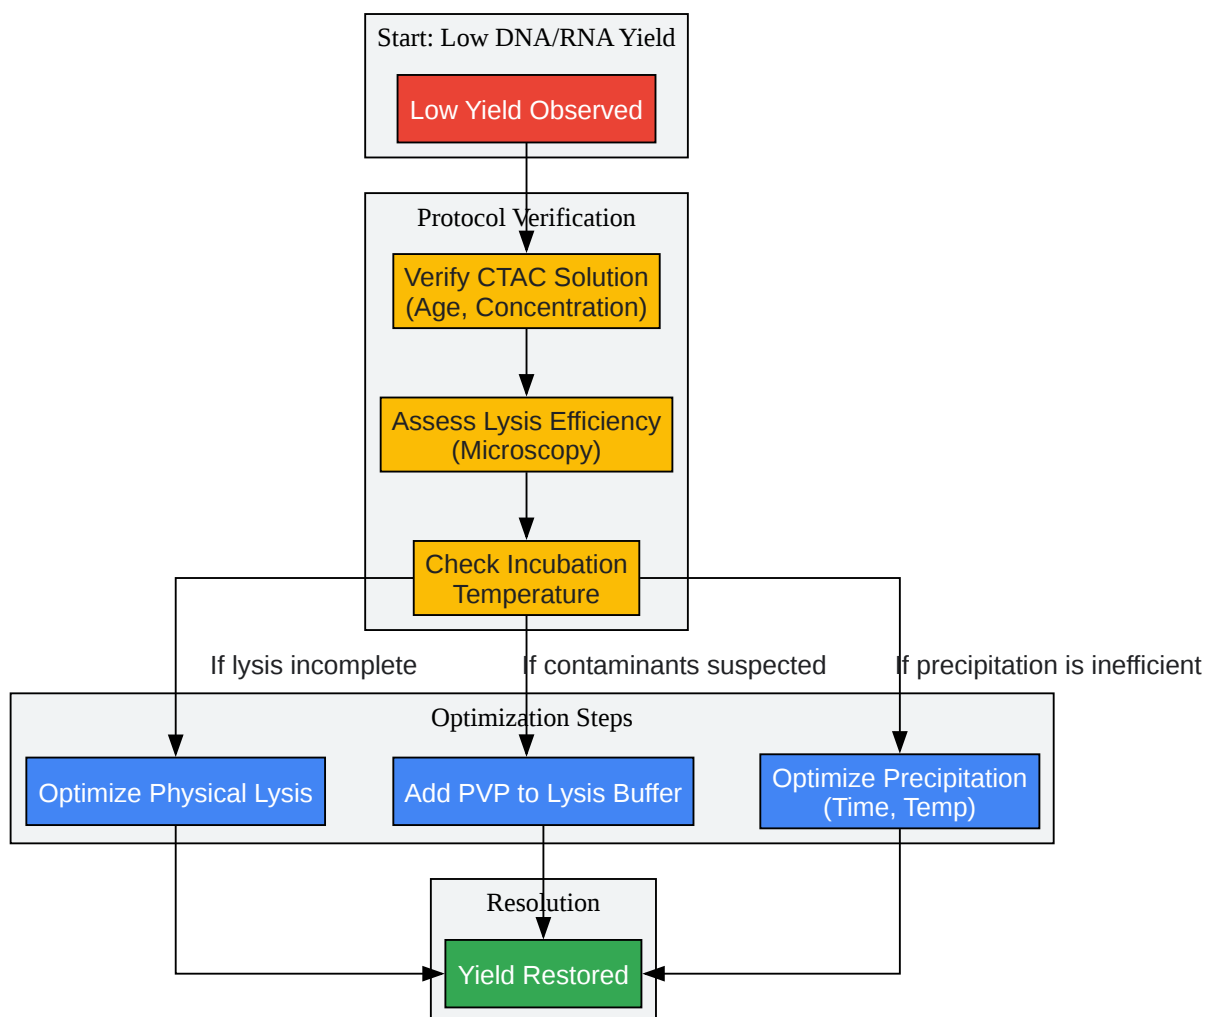 Start: Low DNA/RNA Yield
Low Yield Observed
Protocol Verification
Verify CTAC Solution
(Age, Concentration)
Assess Lysis Efficiency
(Microscopy)
Check Incubation
Temperature
If lysis incomplete
If contaminants suspected
If precipitation is inefficient
Optimization Steps
Optimize Physical Lysis
Add PVP to Lysis Buffer
Optimize Precipitation
(Time, Temp)
Resolution
Yield Restored